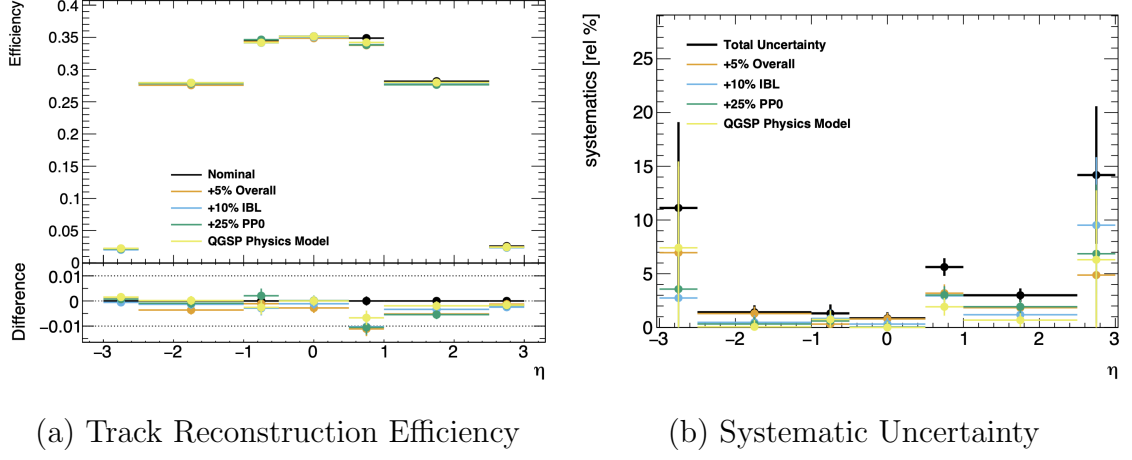 Efficiency
0.4
0.35
0.3
0.25
0.2
0.15
0.1
0.05
0
Nominal
+5% Overall
+10% IBL
+25% PP0
QGSP Physics Model
Difference
0.01
0
−0.01
−3 −2 −1 0 1 2 3
η
systematics [rel %]
25
20
15
10
5
0
Total Uncertainty
+5% Overall
+10% IBL
+25% PP0
QGSP Physics Model
−3 −2 −1 0 1 2 3
η
(a) Track Reconstruction Efficiency
(b) Systematic Uncertainty